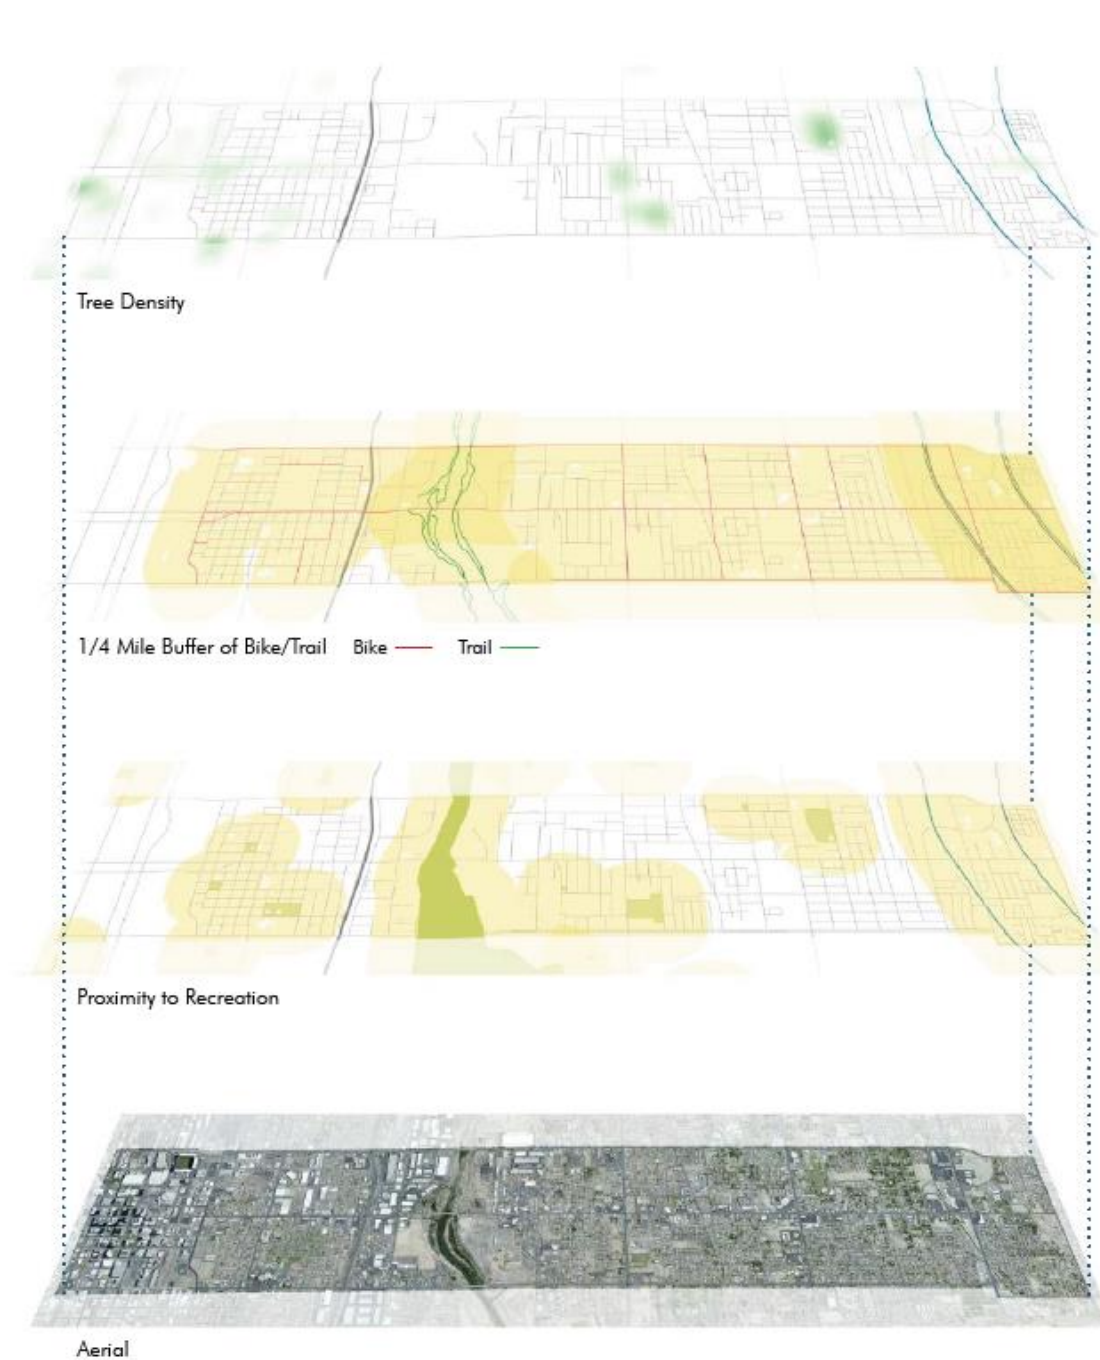 Tree Density
1/4 Mile Buffer of Bike/Trail Bike Trail
Proximity to Recreation
Aerial